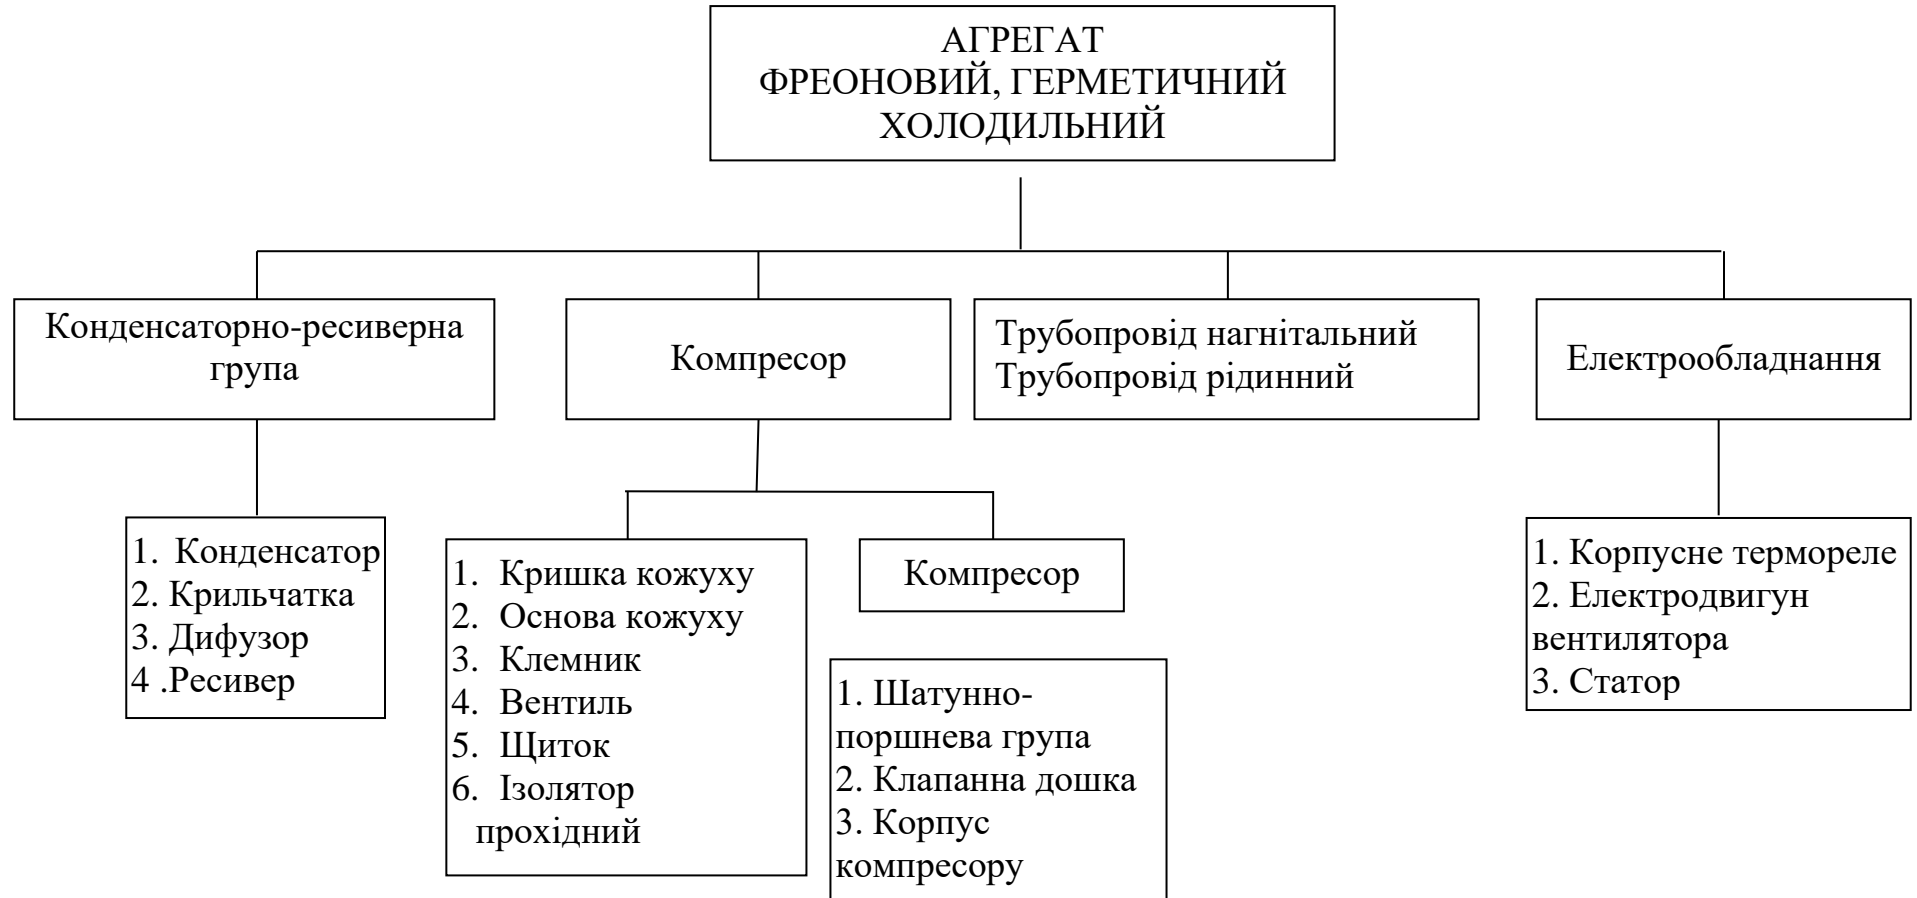 АГРЕГАТ
ФРЕОНОВИЙ, ГЕРМЕТИЧНИЙ
ХОЛОДИЛЬНИЙ
Конденсаторно-ресиверна
група
Компресор
Трубопровід нагнітальний
Трубопровід рідинний
Електрообладнання
1. Конденсатор
2. Крильчатка
3. Дифузор
4 .Ресивер
1. Кришка кожуху
2. Основа кожуху
3. Клемник
4. Вентиль
5. Щиток
6. Ізолятор
прохідний
Компресор
1. Шатунно-
поршнева група
2. Клапанна дошка
3. Корпус
компресору
1. Корпусне термореле
2. Електродвигун
вентилятора
3. Статор